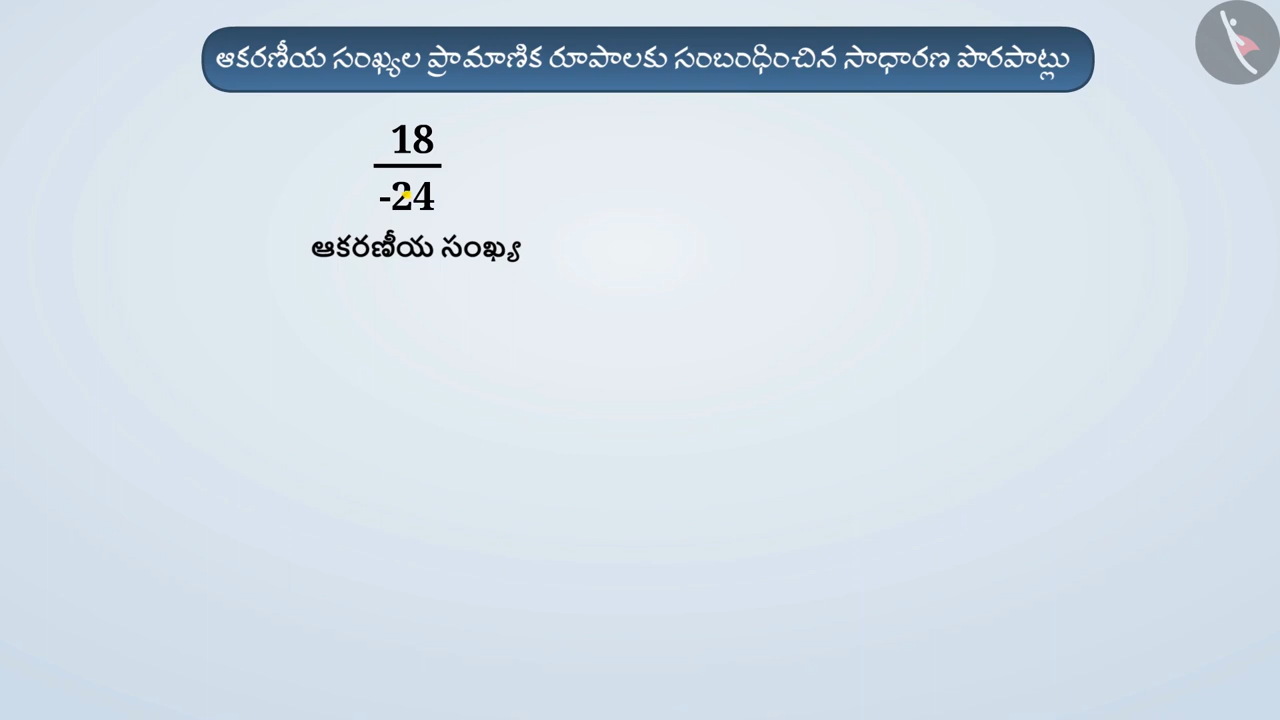 ఆకరణీయ సంఖ్యల ప్రామాణిక రూపాలకు సంబంధించిన సాధారణ పొరపాట్లు
18
-24
ఆకరణీయ సంఖ్య